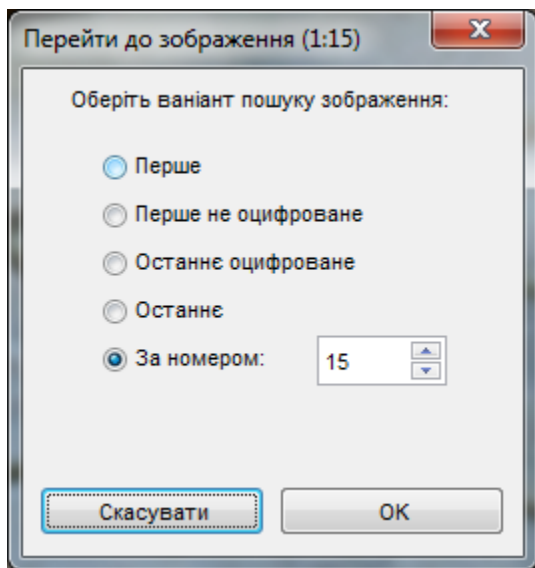 Перейти до зображення (1:15)
Оберіть ваніант пошуку зображення:
Перше
Перше не оцифроване
Останнє оцифроване
Останнє
За номером: 15
Скасувати OK